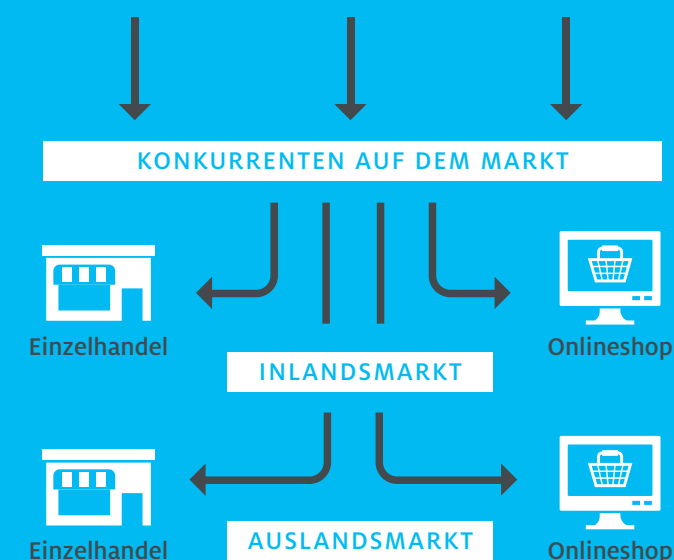 KONKURRENTEN AUF DEM MARKT
Einzelhandel
Onlineshop
INLANDSMARKT
Einzelhandel
AUSLANDSMARKT
Onlineshop